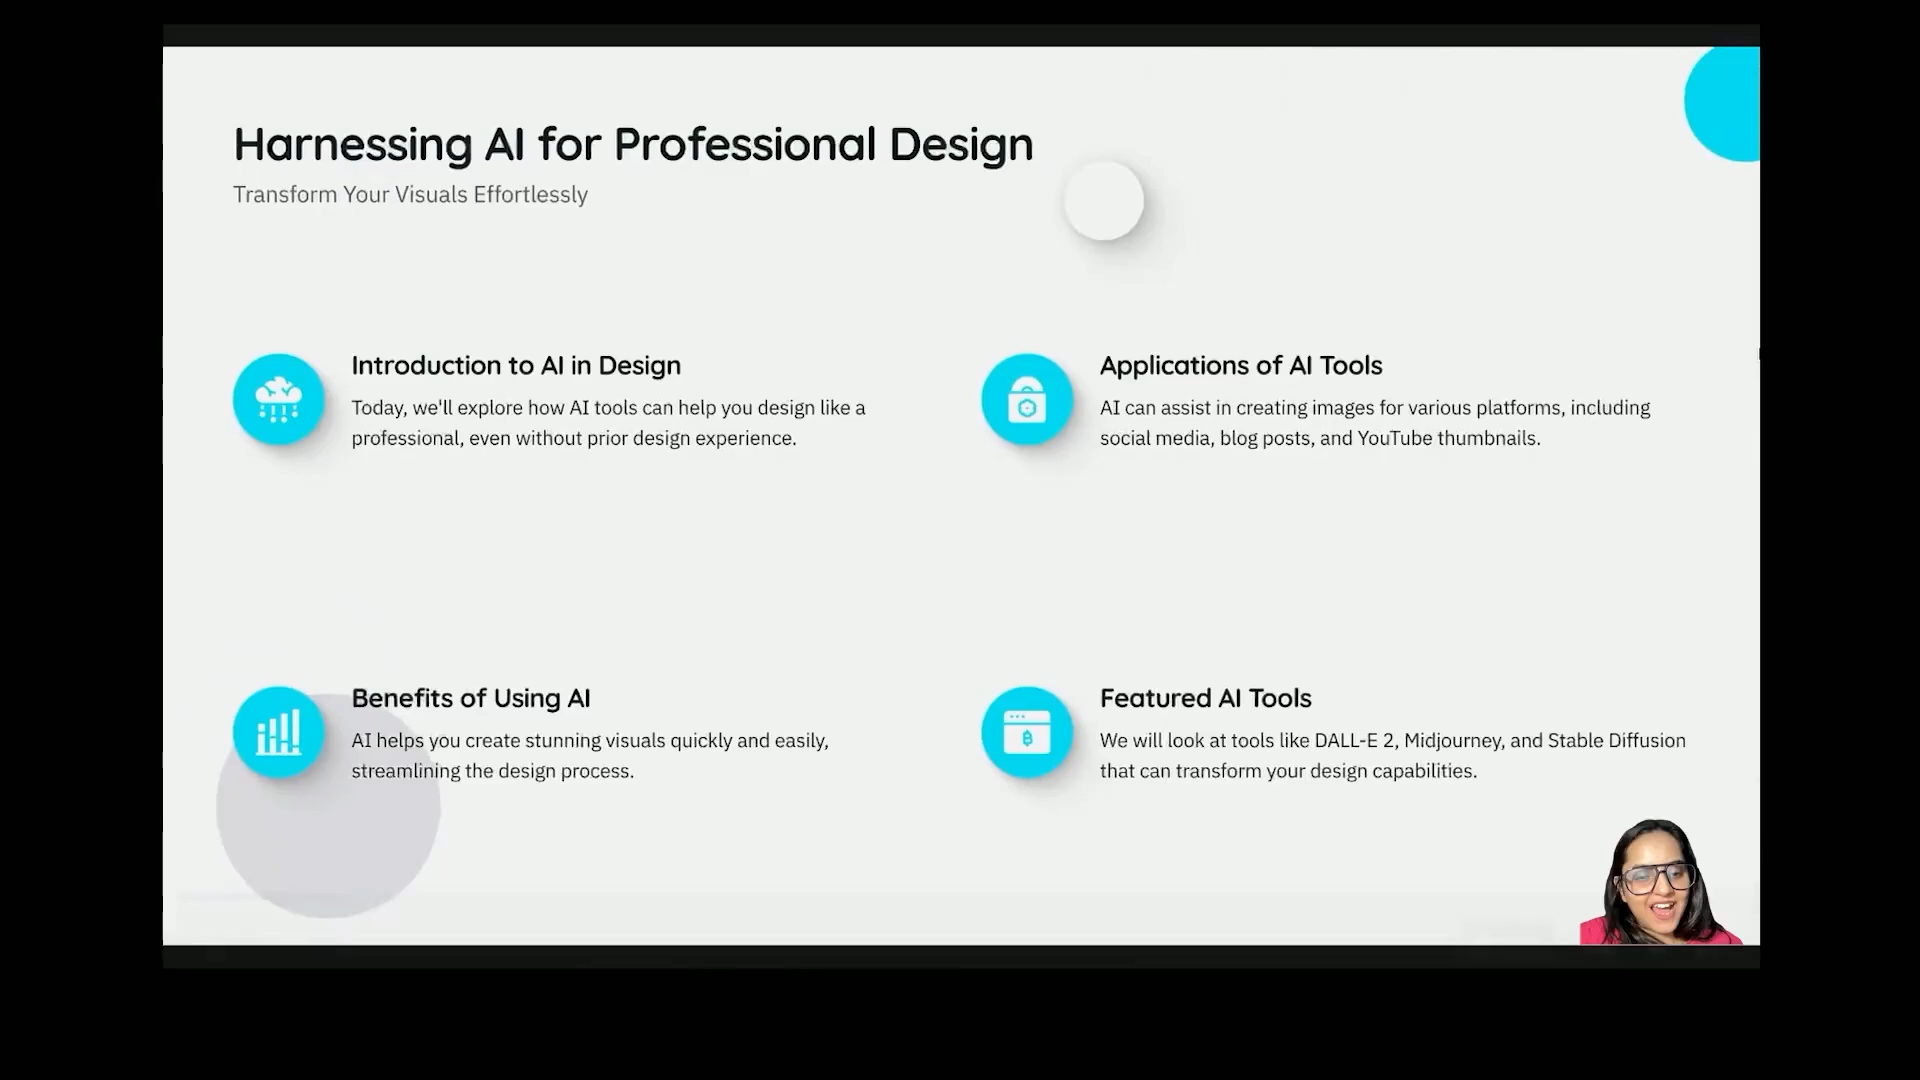 Harnessing AI for Professional Design
Transform Your Visuals Effortlessly
Introduction to AI in Design
Today, we'll explore how AI tools can help you design like a
professional, even without prior design experience.
Applications of AI Tools
AI can assist in creating images for various platforms, including
social media, blog posts, and YouTube thumbnails.
Benefits of Using AI
AI helps you create stunning visuals quickly and easily,
streamlining the design process.
Featured AI Tools
We will look at tools like DALL-E 2, Midjourney, and Stable Diffusion
that can transform your design capabilities.